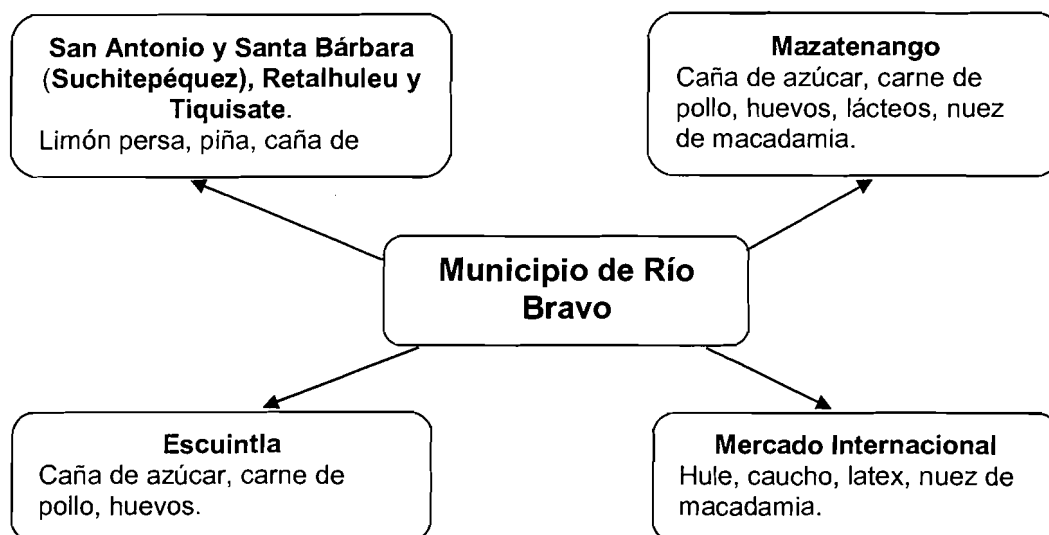 San Antonio y Santa Bárbara
(Suchitepéquez), Retalhuleu y
Tiquisate.
Limón persa, piña, caña de
Mazatenango
Caña de azúcar, carne de
pollo, huevos, lácteos, nuez
de macadamia.
Municipio de Río
Bravo
Escuintla
Caña de azúcar, carne de
pollo, huevos.
Mercado Internacional
Hule, caucho, latex, nuez de
macadamia.